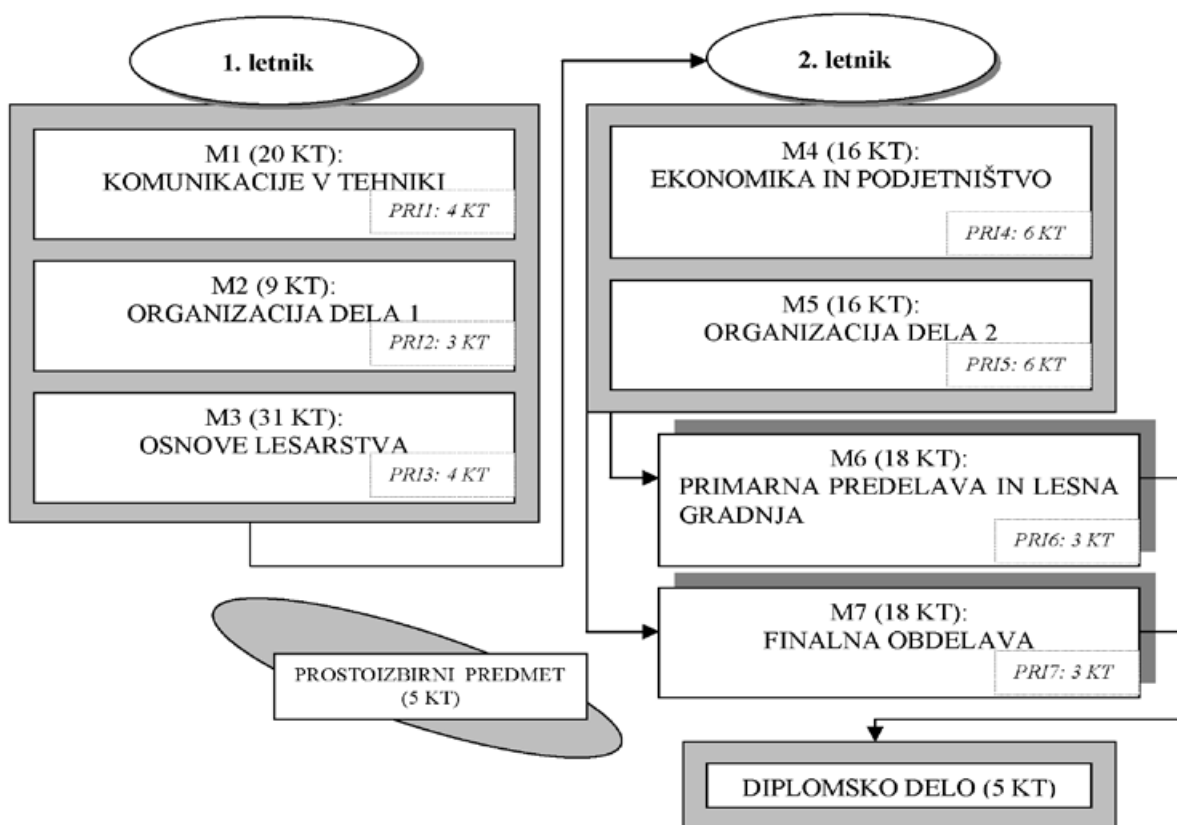 1. letnik
M1 (20 KT):
KOMUNIKACIJE V TEHNIKI
PRI1: 4 KT
M2 (9 KT):
ORGANIZACIJA DELA 1
PRI2: 3 KT
M3 (31 KT):
OSNOVE LESARSTVA
PRI3: 4 KT
PROSTOIZBIRNI PREDMET
(5 KT)
2. letnik
M4 (16 KT):
EKONOMIKA IN PODJETNIŠTVO
PRI4: 6 KT
M5 (16 KT):
ORGANIZACIJA DELA 2
PRI5: 6 KT
M6 (18 KT):
PRIMARNA PREDELAVA IN LESNA
GRADNJA
PRI6: 3 KT
M7 (18 KT):
FINALNA OBDELAVA
PRI7: 3 KT
DIPLOMSKO DELO (5 KT)